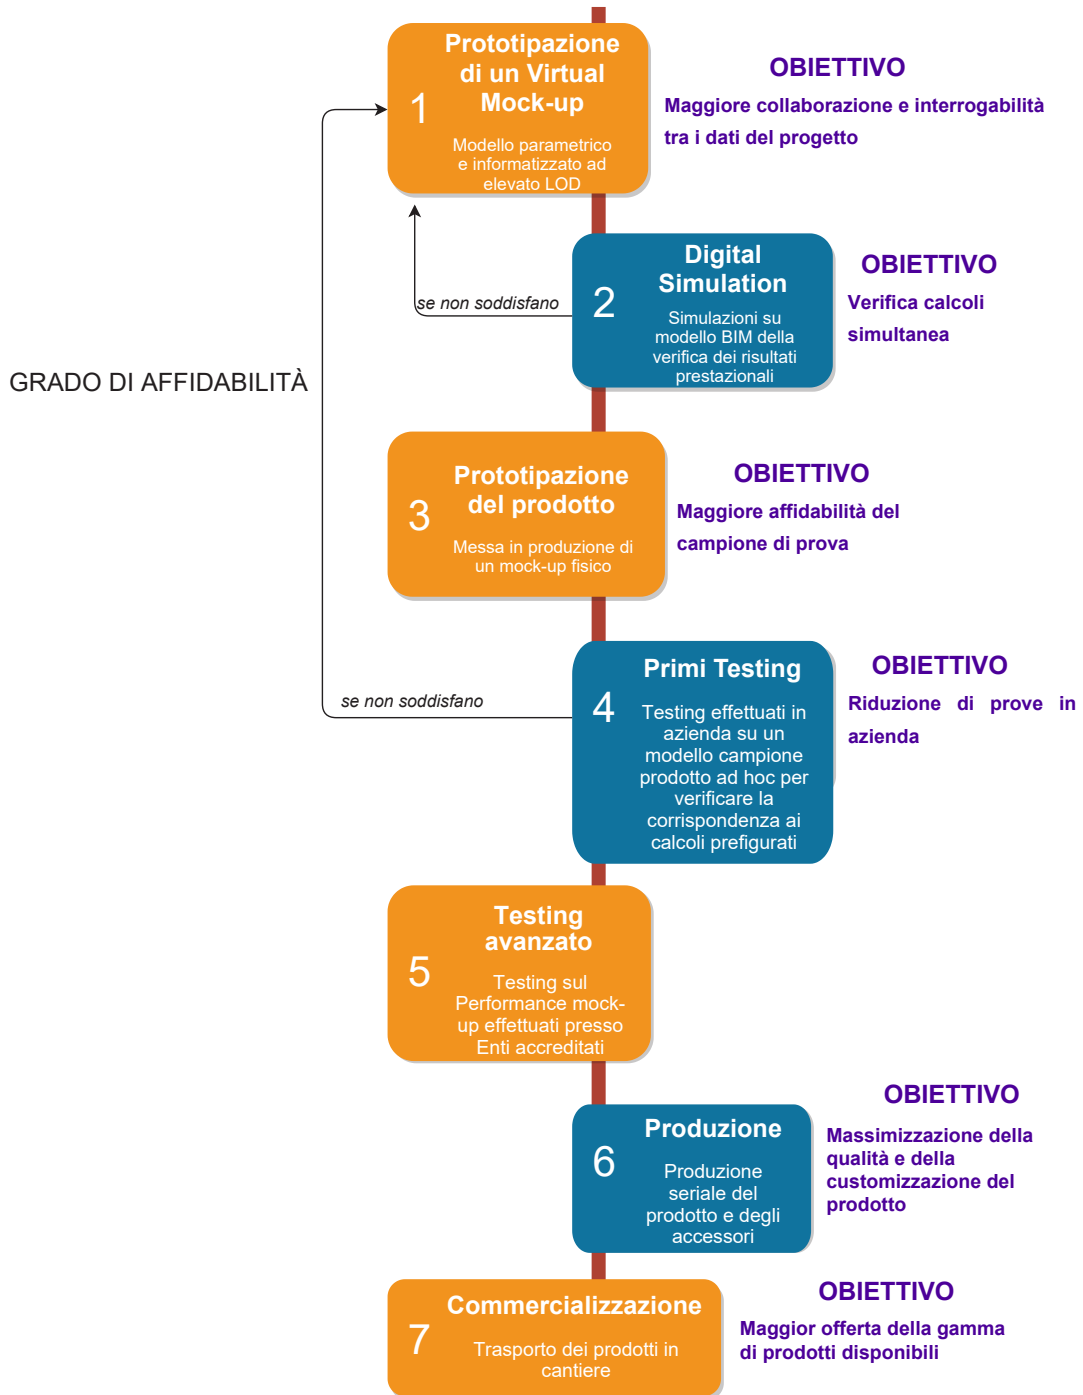 1
Prototipazione
di un Virtual
Mock-up
Modello parametrico
e informatizzato ad
elevato LOD
OBIETTIVO
Maggiore collaborazione e interrogabilità
tra i dati del progetto
2
Digital
Simulation
Simulazioni su
modello BIM della
verifica dei risultati
prestazionali
OBIETTIVO
Verifica calcoli
simultanea
se non soddisfano
GRADO DI AFFIDABILITÀ
3
Prototipazione
del prodotto
Messa in produzione di
un mock-up fisico
OBIETTIVO
Maggiore affidabilità del
campione di prova
4
Primi Testing
Testing effettuati in
azienda su un
modello campione
prodotto ad hoc per
verificare la
corrispondenza ai
calcoli prefigurati
OBIETTIVO
Riduzione di prove in
azienda
se non soddisfano
5
Testing
avanzato
Testing sul
Performance mock-
up effettuati presso
Enti accreditati
6
Produzione
Produzione
seriale del
prodotto e degli
accessori
OBIETTIVO
Massimizzazione della
qualità e della
customizzazione del
prodotto
7
Commercializzazione
Trasporto dei prodotti in
cantiere
OBIETTIVO
Maggior offerta della gamma
di prodotti disponibili